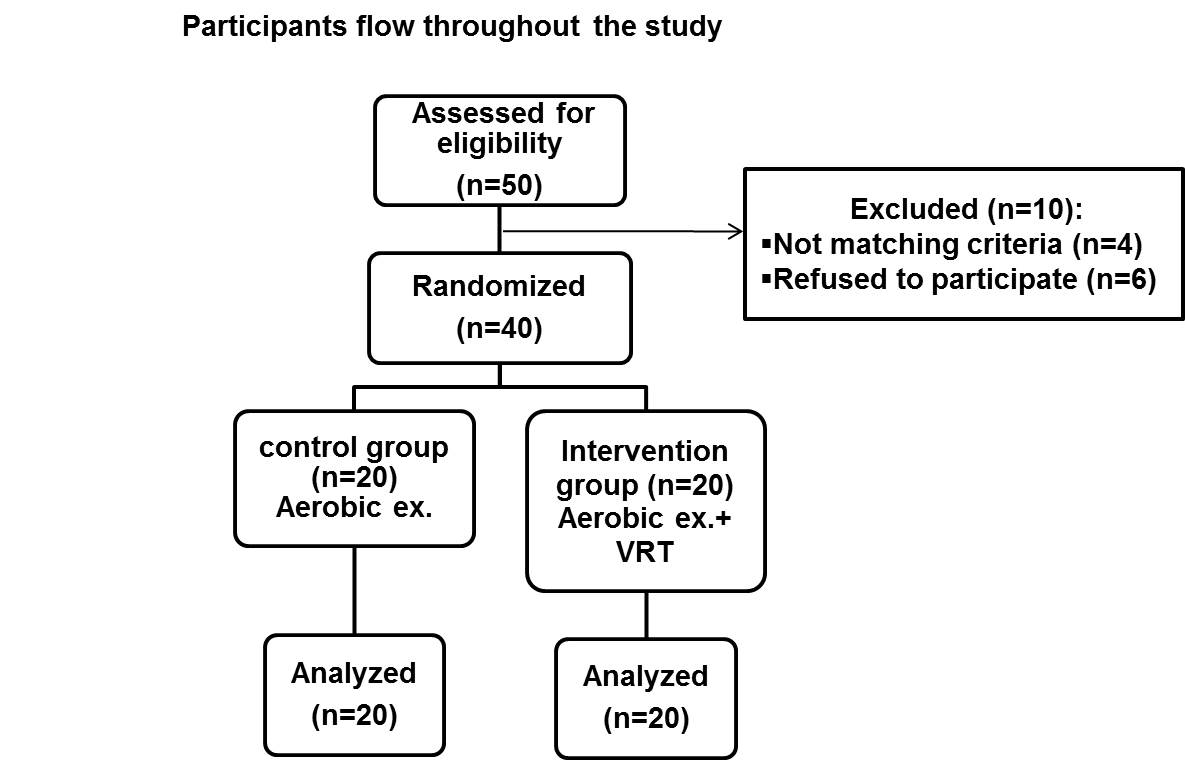 Participants flow throughout the study
Assessed for
eligibility
(n=50)
Excluded (n=10):
▪Not matching criteria (n=4)
▪Refused to participate (n=6)
Randomized
(n=40)
control group
(n=20)
Aerobic ex.
Intervention
group (n=20)
Aerobic ex.+
VRT
Analyzed
(n=20)
Analyzed
(n=20)